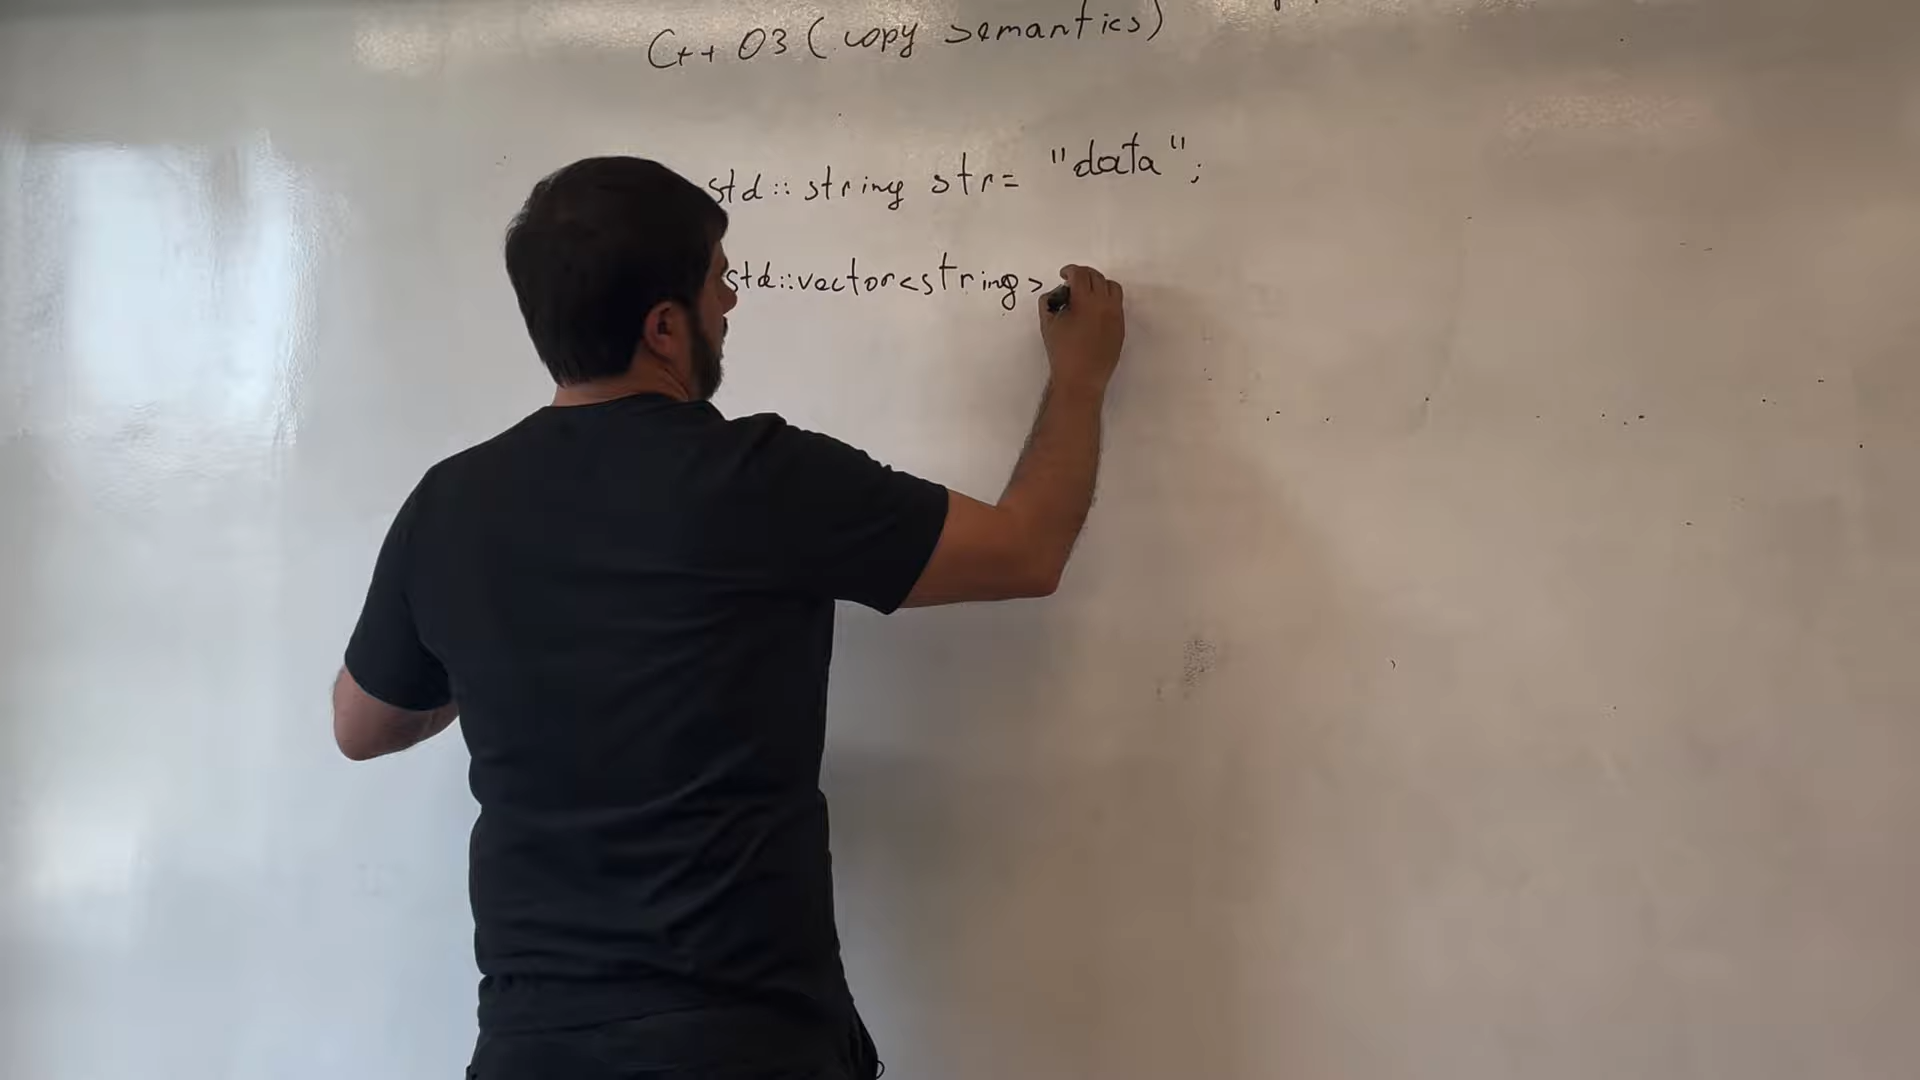 C++ 03 (copy semantics)
std::string str = "data";
std::vector<string>